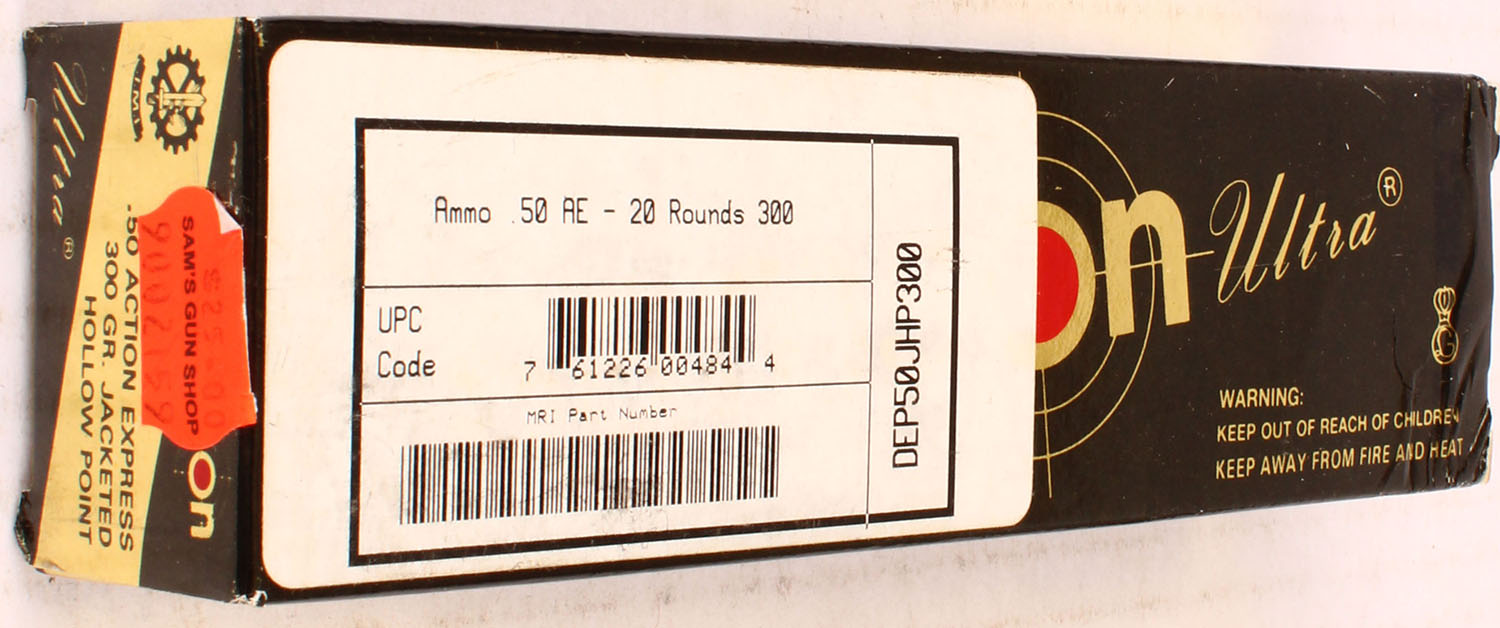 Ultra ®
I.M.I.
.50 ACTION EXPRESS
300 GR. JACKETED
HOLLOW POINT
SAM'S GUN SHOP
$25.00
on
Ammo .50 AE - 20 Rounds 300
UPC
Code
7 61226 00484 4
MRI Part Number
DEP50JHP300
on Ultra ®
WARNING:
KEEP OUT OF REACH OF CHILDREN
KEEP AWAY FROM FIRE AND HEAT